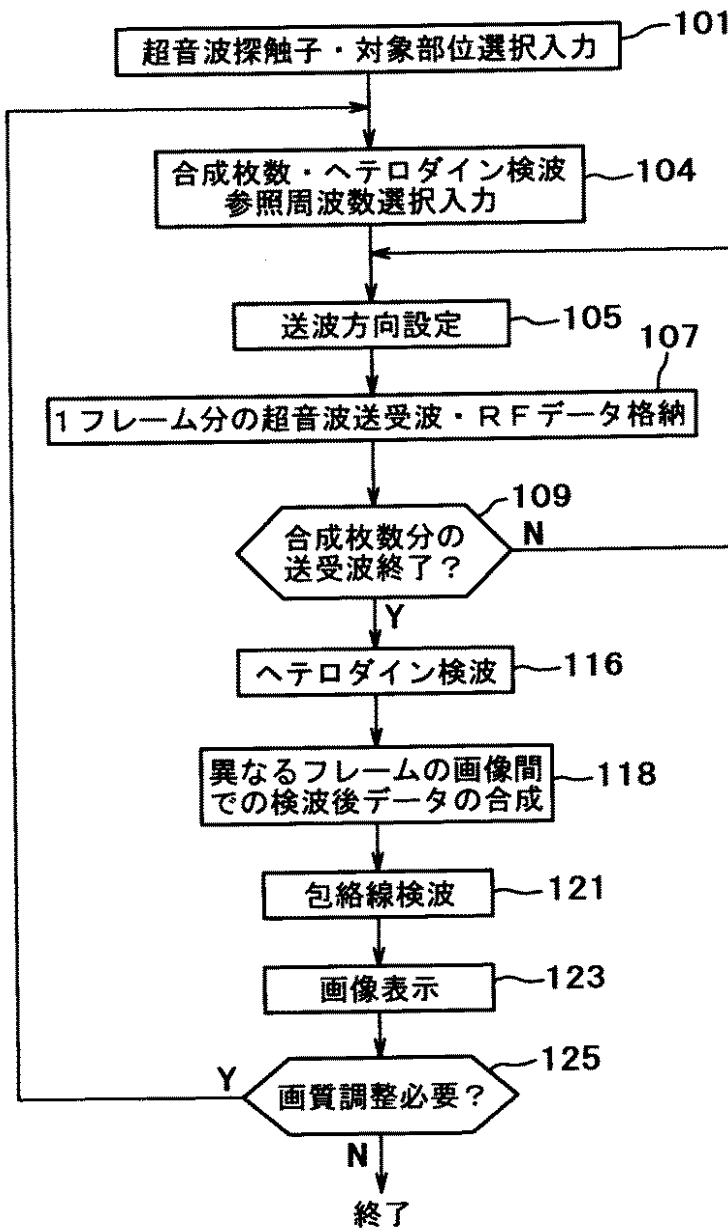 101
超音波探触子・対象部位選択入力
合成枚数・ヘテロダイン検波
参照周波数選択入力
104
送波方向設定
105
107
1フレーム分の超音波送受波・RFデータ格納
109
合成枚数分の
送受波終了?
N
Y
ヘテロダイン検波
116
異なるフレームの画像間
での検波後データの合成
118
包絡線検波
121
画像表示
123
125
Y
画質調整必要?
N
終了